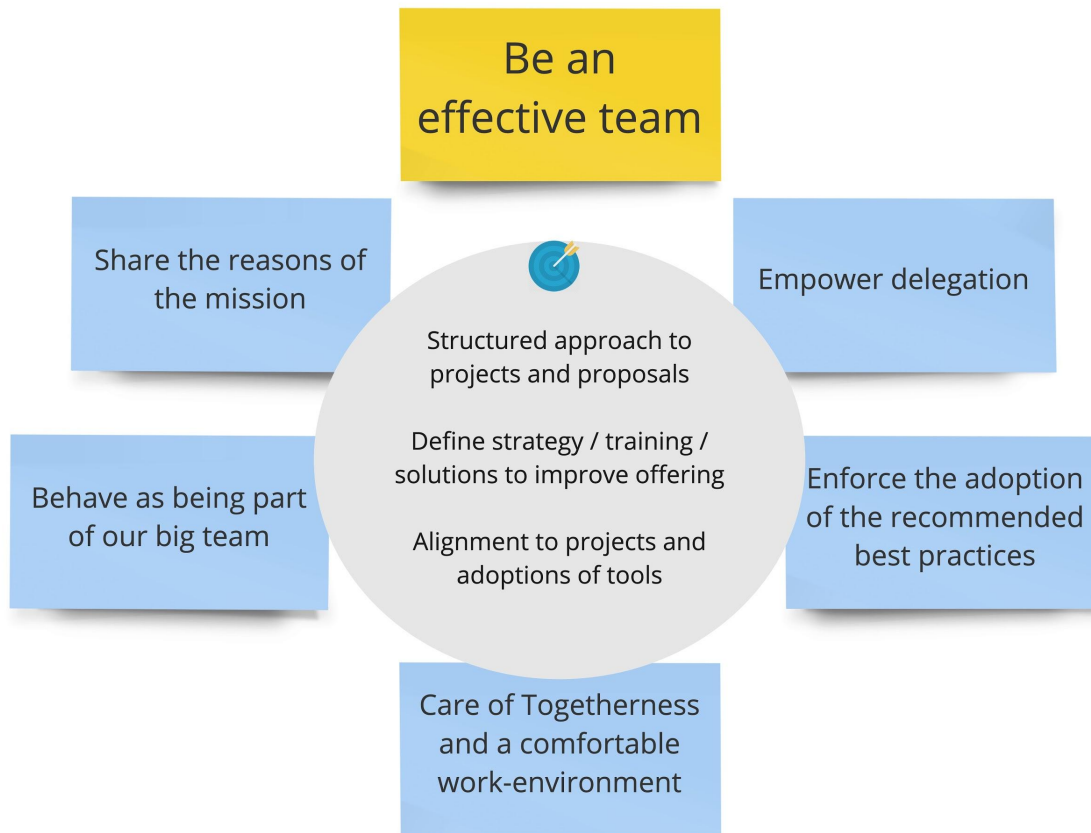 Be an
effective team
Share the reasons of
the mission
Empower delegation
Structured approach to
projects and proposals
Define strategy / training /
solutions to improve offering
Alignment to projects and
adoptions of tools
Behave as being part
of our big team
Enforce the adoption
of the recommended
best practices
Care of Togetherness
and a comfortable
work-environment